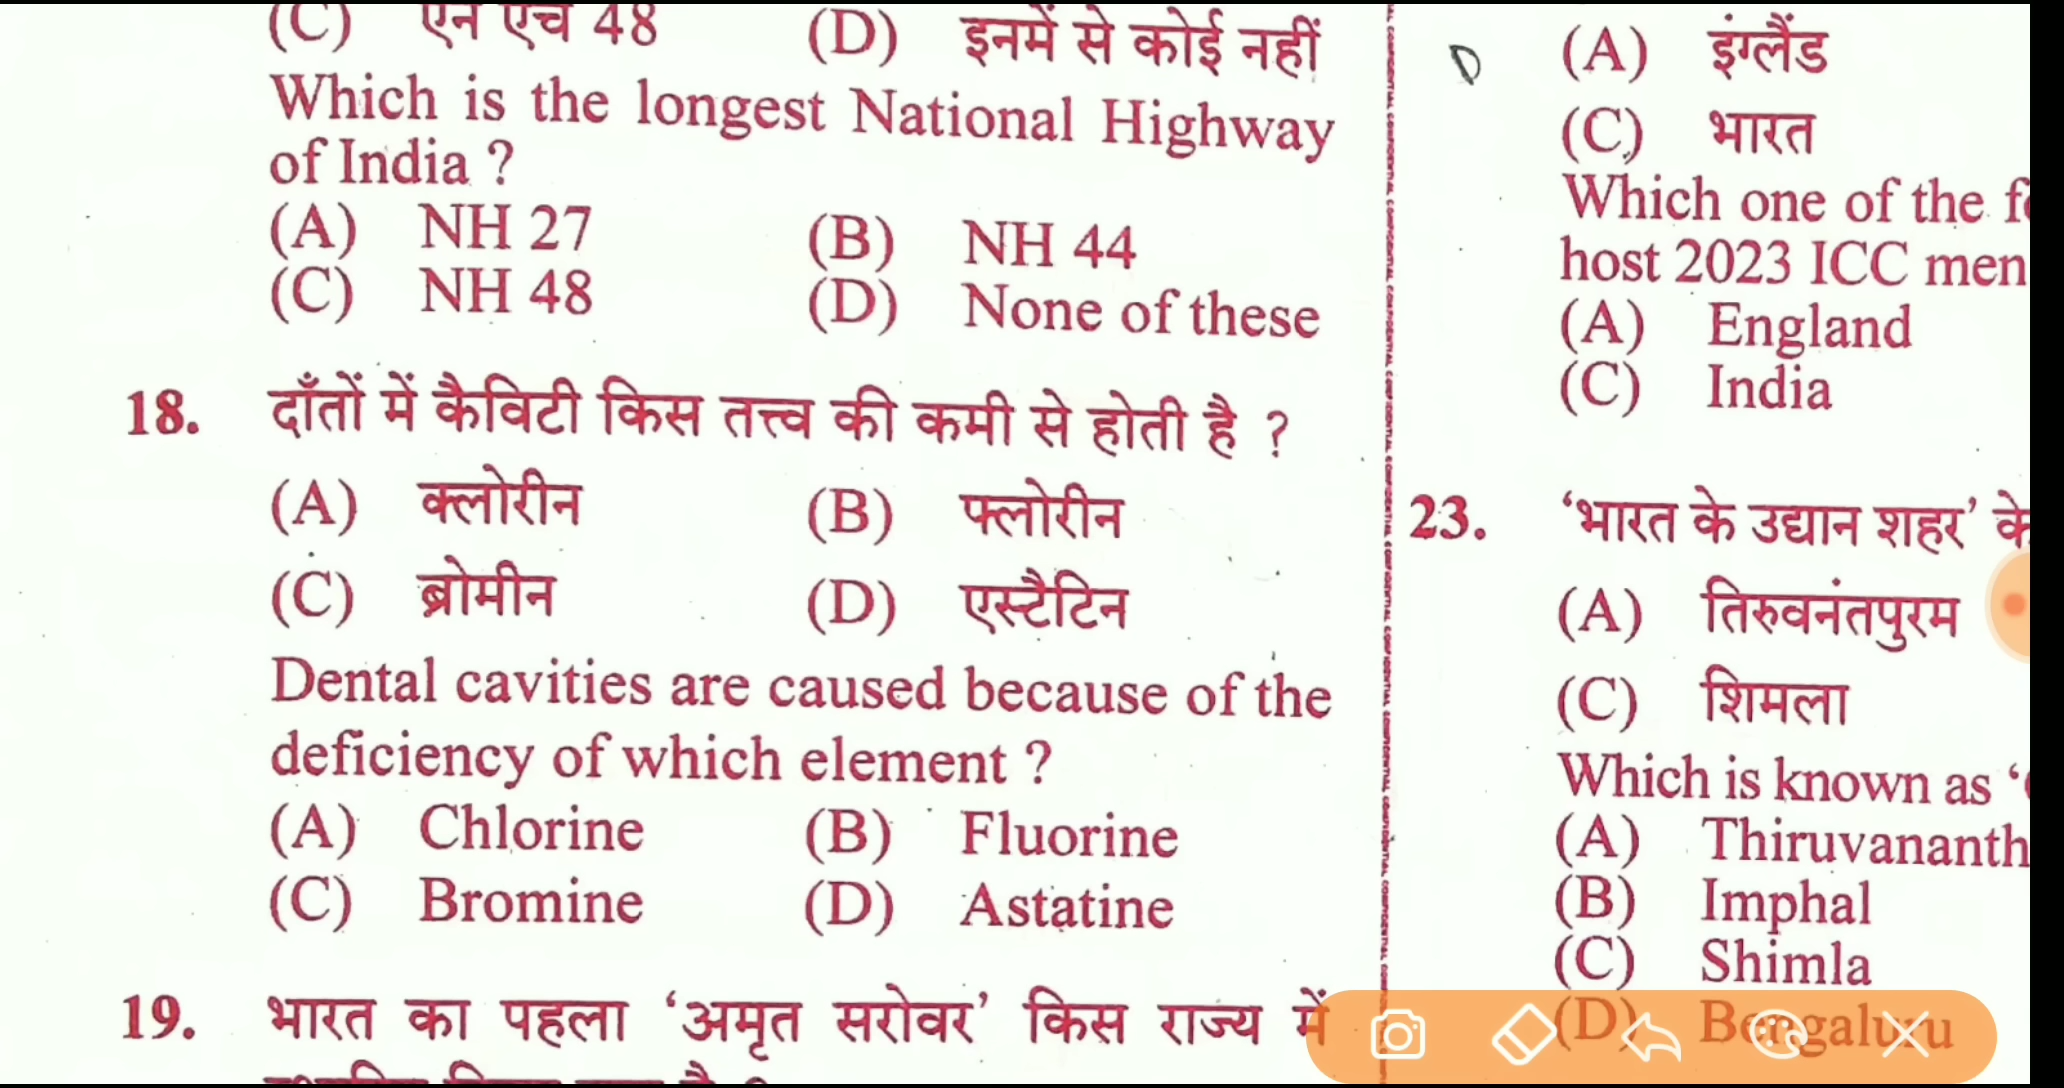 (C) एन एच 48 (D) इनमें से कोई नहीं
Which is the longest National Highway
of India ?
(A) NH 27 (B) NH 44
(C) NH 48 (D) None of these
18. दाँतों में कैविटी किस तत्त्व की कमी से होती है ?
(A) क्लोरीन (B) फ्लोरीन
(C) ब्रोमीन (D) एस्टैटिन
Dental cavities are caused because of the
deficiency of which element ?
(A) Chlorine (B) Fluorine
(C) Bromine (D) Astatine
19. भारत का पहला ‘अमृत सरोवर’ किस राज्य में
D (A) इंग्लैंड
(C) भारत
Which one of the
host 2023 ICC men
(A) England
(C) India
23. ‘भारत के उद्यान शहर’ के
(A) तिरुवनंतपुरम
(C) शिमला
Which is known as ‘
(A) Thiruvananth
(B) Imphal
(C) Shimla
(D) Bengaluru